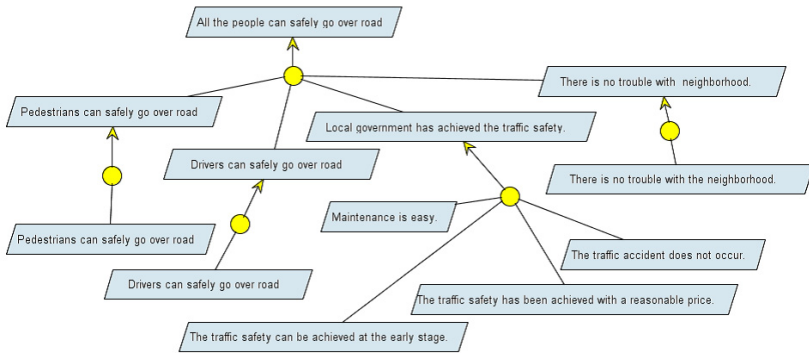 All the people can safely go over road
There is no trouble with neighborhood.
Pedestrians can safely go over road
Local government has achieved the traffic safety.
Drivers can safely go over road
There is no trouble with the neighborhood.
Maintenance is easy.
Pedestrians can safely go over road
The traffic accident does not occur.
Drivers can safely go over road
The traffic safety has been achieved with a reasonable price.
The traffic safety can be achieved at the early stage.